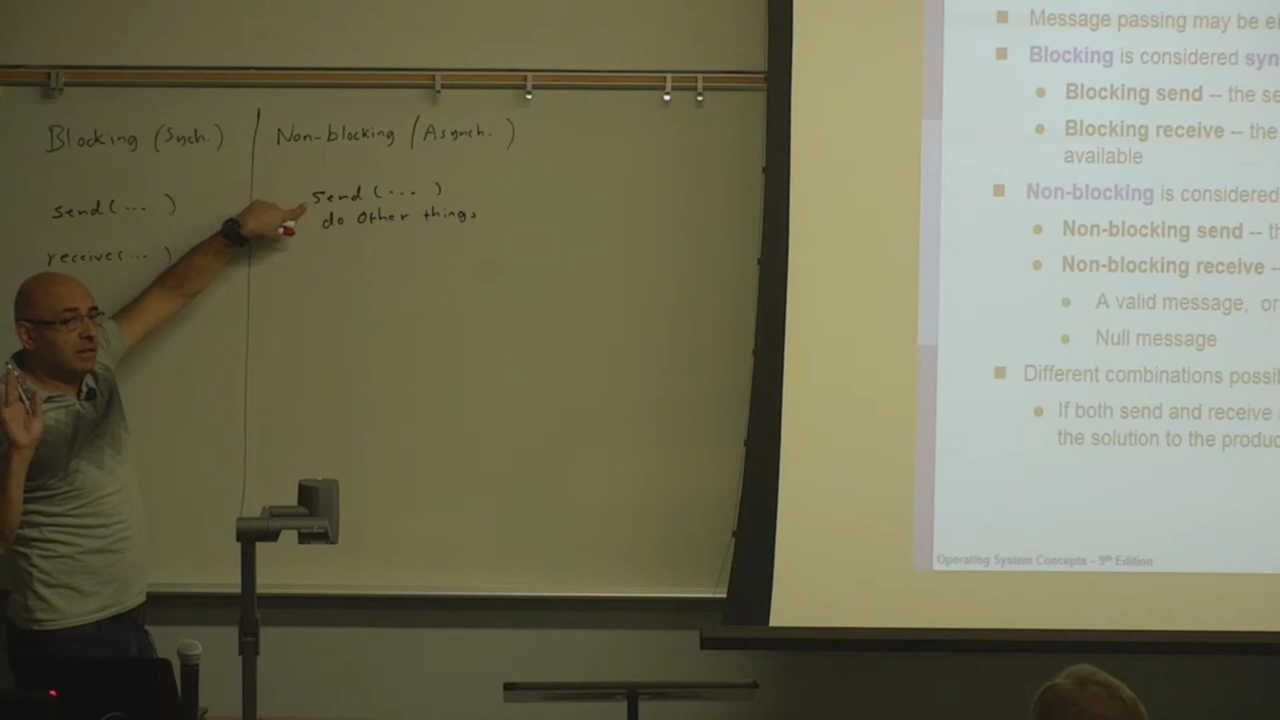 Blocking (Synch.)
Non-blocking (Asynch.)
send(... )
receive(... )
send (... )
do other things
Message passing may be ei
Blocking is considered syn
Blocking send -- the se
Blocking receive -- the
available
Non-blocking is considered
Non-blocking send -- th
Non-blocking receive -
A valid message, or
Null message
Different combinations possi
If both send and receive
the solution to the produc
Operating System Concepts – 9th Edition